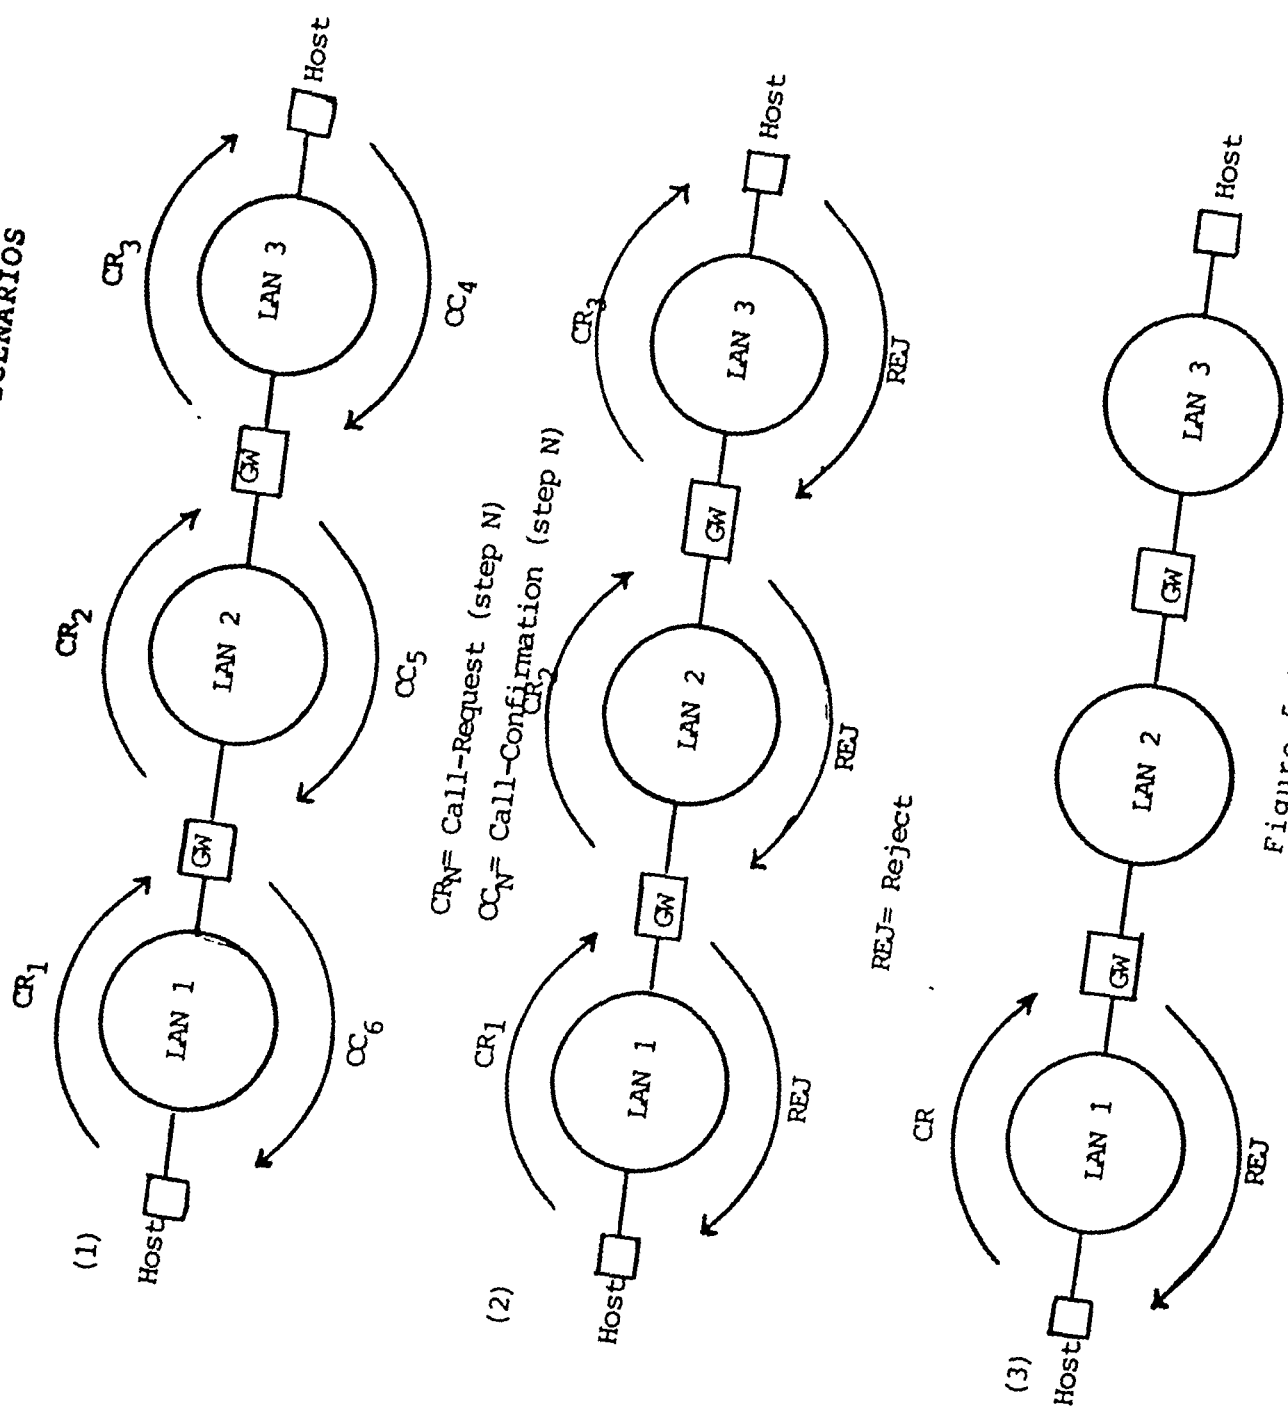 SCENARIOS
(1)
CR1
CR2
CR3
Host
LAN 1
GW
LAN 2
GW
LAN 3
Host
CC6
CC5
CC4
CRN= Call-Request (step N)
CCN= Call-Confirmation (step N)
(2)
CR1
CR2
CR3
Host
LAN 1
GW
LAN 2
GW
LAN 3
Host
REJ
REJ
REJ
REJ= Reject
(3)
CR
Host
LAN 1
GW
LAN 2
GW
LAN 3
Host
REJ
Figure